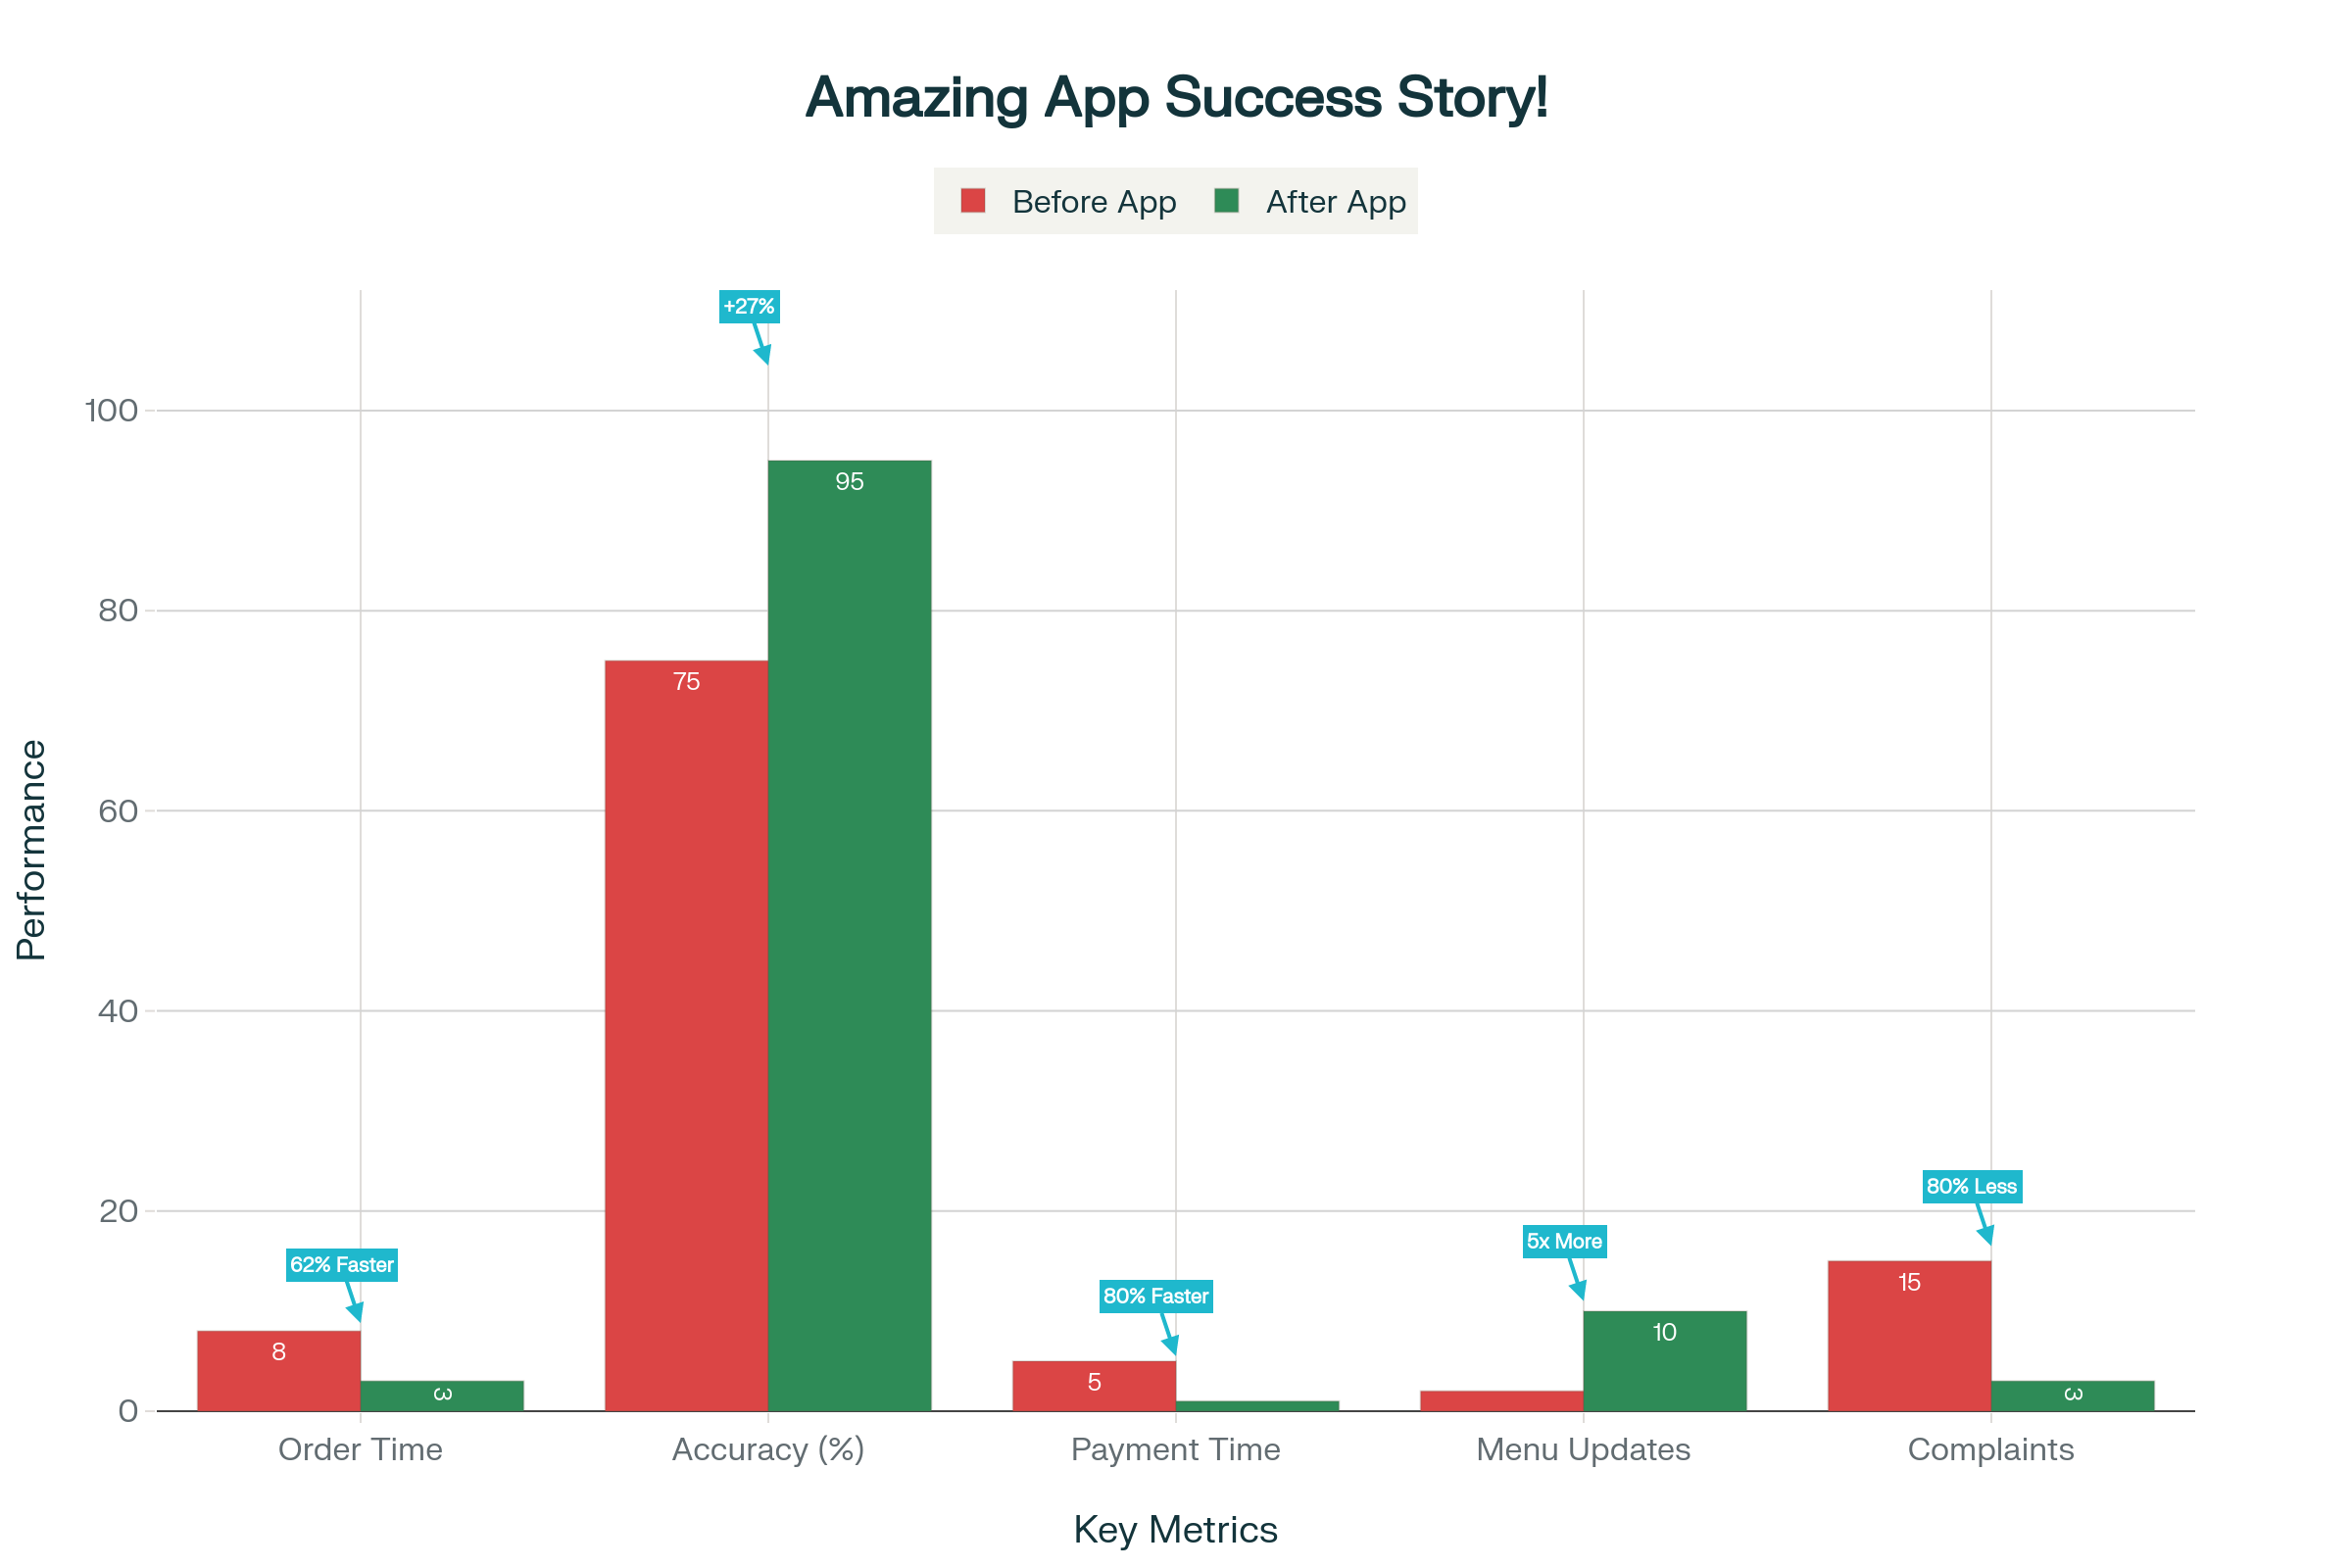 Amazing App Success Story!
Before App
After App
+27%
100
95
80
75
60
Performance
40
80% Less
20
5x More
62% Faster
80% Faster
15
10
8
5
3
3
0
Order Time
Accuracy (%)
Payment Time
Menu Updates
Complaints
Key Metrics